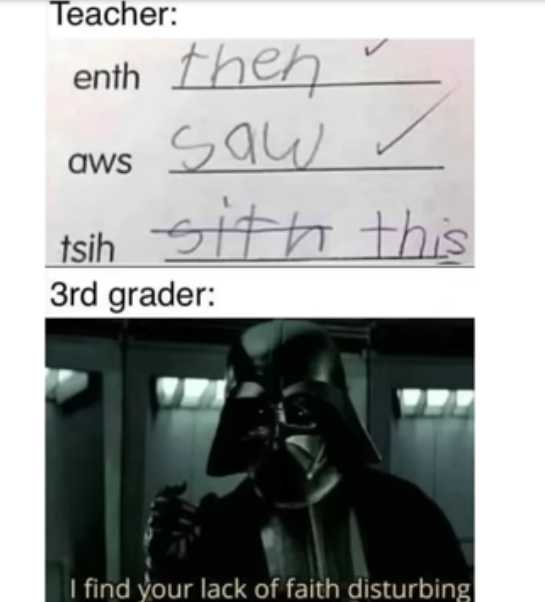 Teacher:
enth then
aws saw
tsih sith this
3rd grader:
I find your lack of faith disturbing